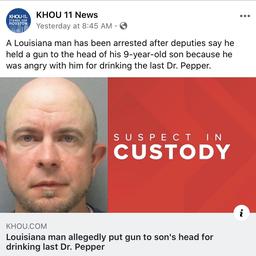 KHOU 11 News
Yesterday at 8:45 AM ·
A Louisiana man has been arrested after deputies say he
held a gun to the head of his 9-year-old son because he
was angry with him for drinking the last Dr. Pepper.
SUSPECT IN
CUSTODY
KHOU.COM
Louisiana man allegedly put gun to son's head for
drinking last Dr Pepper